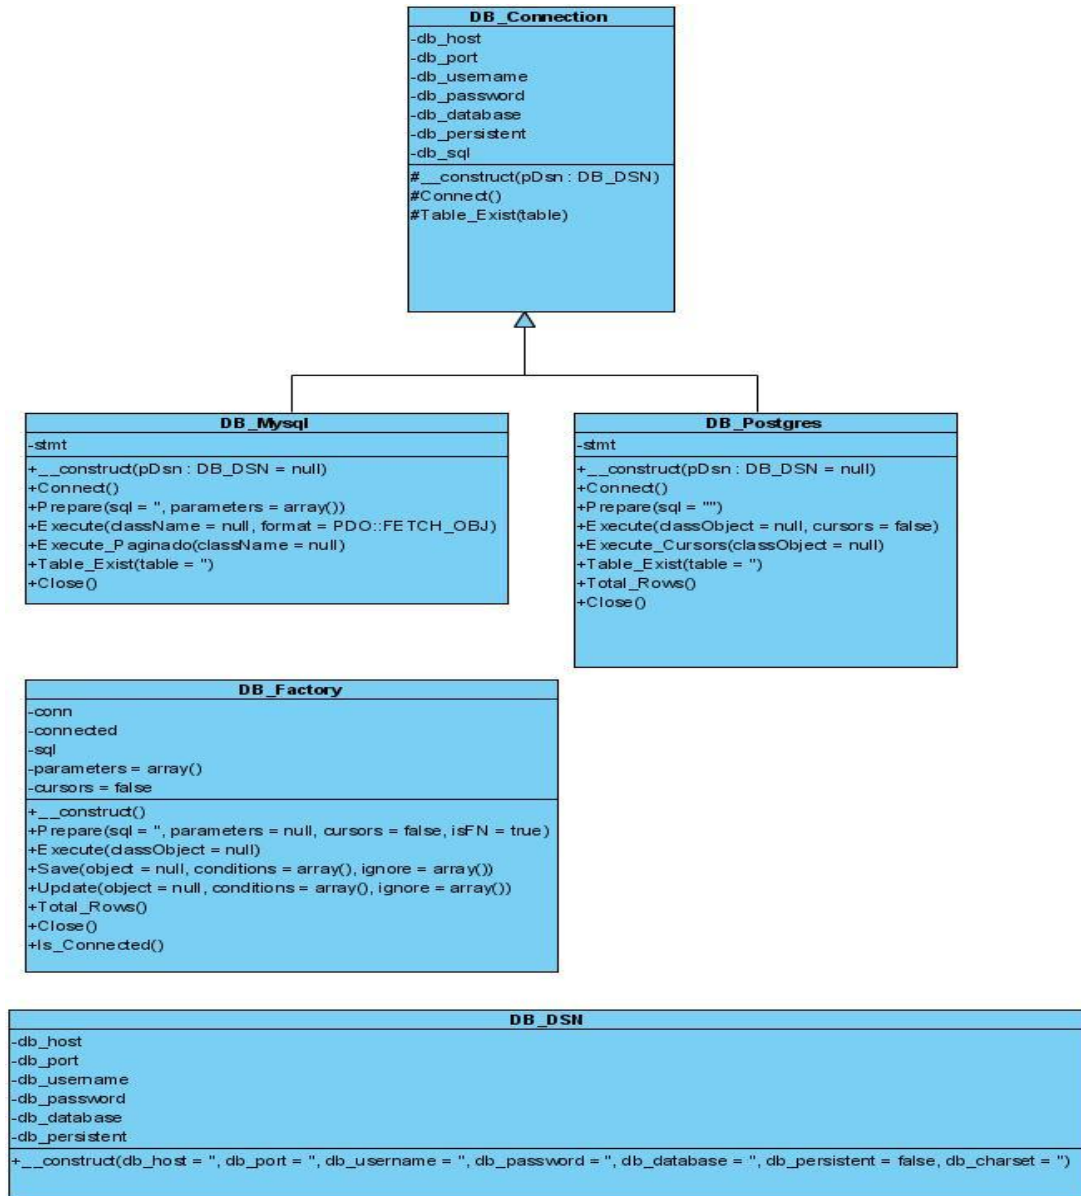 DB_Connection
-db_host
-db_port
-db_username
-db_password
-db_database
-db_persistent
-db_sql
#__construct(pDsn : DB_DSN)
#Connect()
#Table_Exist(table)
DB_Mysql
-stmt
+__construct(pDsn : DB_DSN = null)
+Connect()
+Prepare(sql = '', parameters = array())
+Execute(className = null, format = PDO::FETCH_OBJ)
+Execute_Paginado(className = null)
+Table_Exist(table = '')
+Close()
DB_Postgres
-stmt
+__construct(pDsn : DB_DSN = null)
+Connect()
+Prepare(sql = "")
+Execute(classObject = null, cursors = false)
+Execute_Cursors(classObject = null)
+Table_Exist(table = '')
+Total_Rows()
+Close()
DB_Factory
-conn
-connected
-sql
-parameters = array()
-cursors = false
+__construct()
+Prepare(sql = '', parameters = null, cursors = false, isFN = true)
+Execute(classObject = null)
+Save(object = null, conditions = array(), ignore = array())
+Update(object = null, conditions = array(), ignore = array())
+Total_Rows()
+Close()
+Is_Connected()
DB_DSN
-db_host
-db_port
-db_username
-db_password
-db_database
-db_persistent
+__construct(db_host = '', db_port = '', db_username = '', db_password = '', db_database = '', db_persistent = false, db_charset = '')